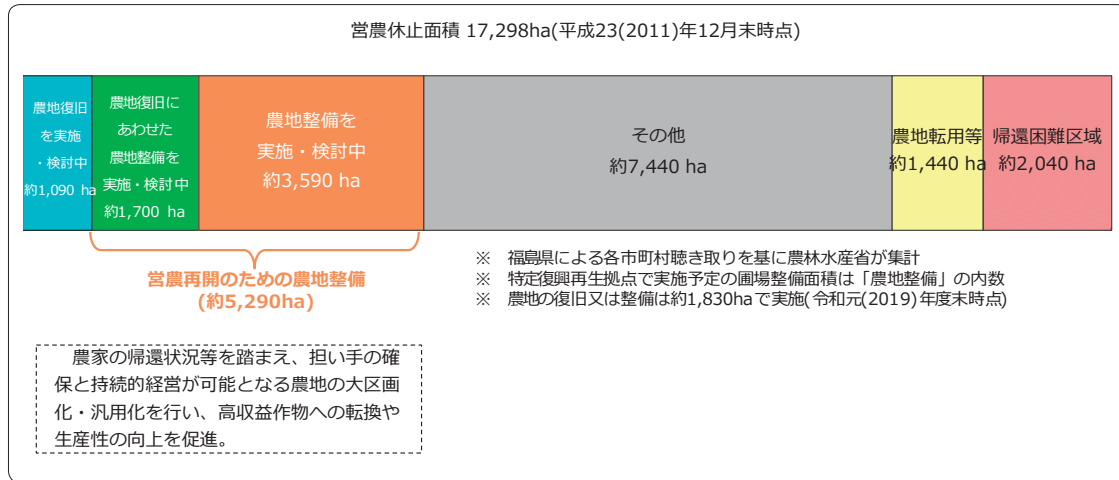 営農休止面積 17,298ha(平成23(2011)年12月末時点)
農地復旧
を実施
・検討中
約1,090 ha
農地復旧に
あわせた
農地整備を
実施・検討中
約1,700 ha
農地整備を
実施・検討中
約3,590 ha
その他
約7,440 ha
農地転用等
約1,440 ha
帰還困難区域
約2,040 ha
営農再開のための農地整備
(約5,290ha)
※ 福島県による各市町村聴き取りを基に農林水産省が集計
※ 特定復興再生拠点で実施予定の圃場整備面積は「農地整備」の内数
※ 農地の復旧又は整備は約1,830haで実施(令和元(2019)年度末時点)
農家の帰還状況等を踏まえ、担い手の確
保と持続的経営が可能となる農地の大区画
化・汎用化を行い、高収益作物への転換や
生産性の向上を促進。